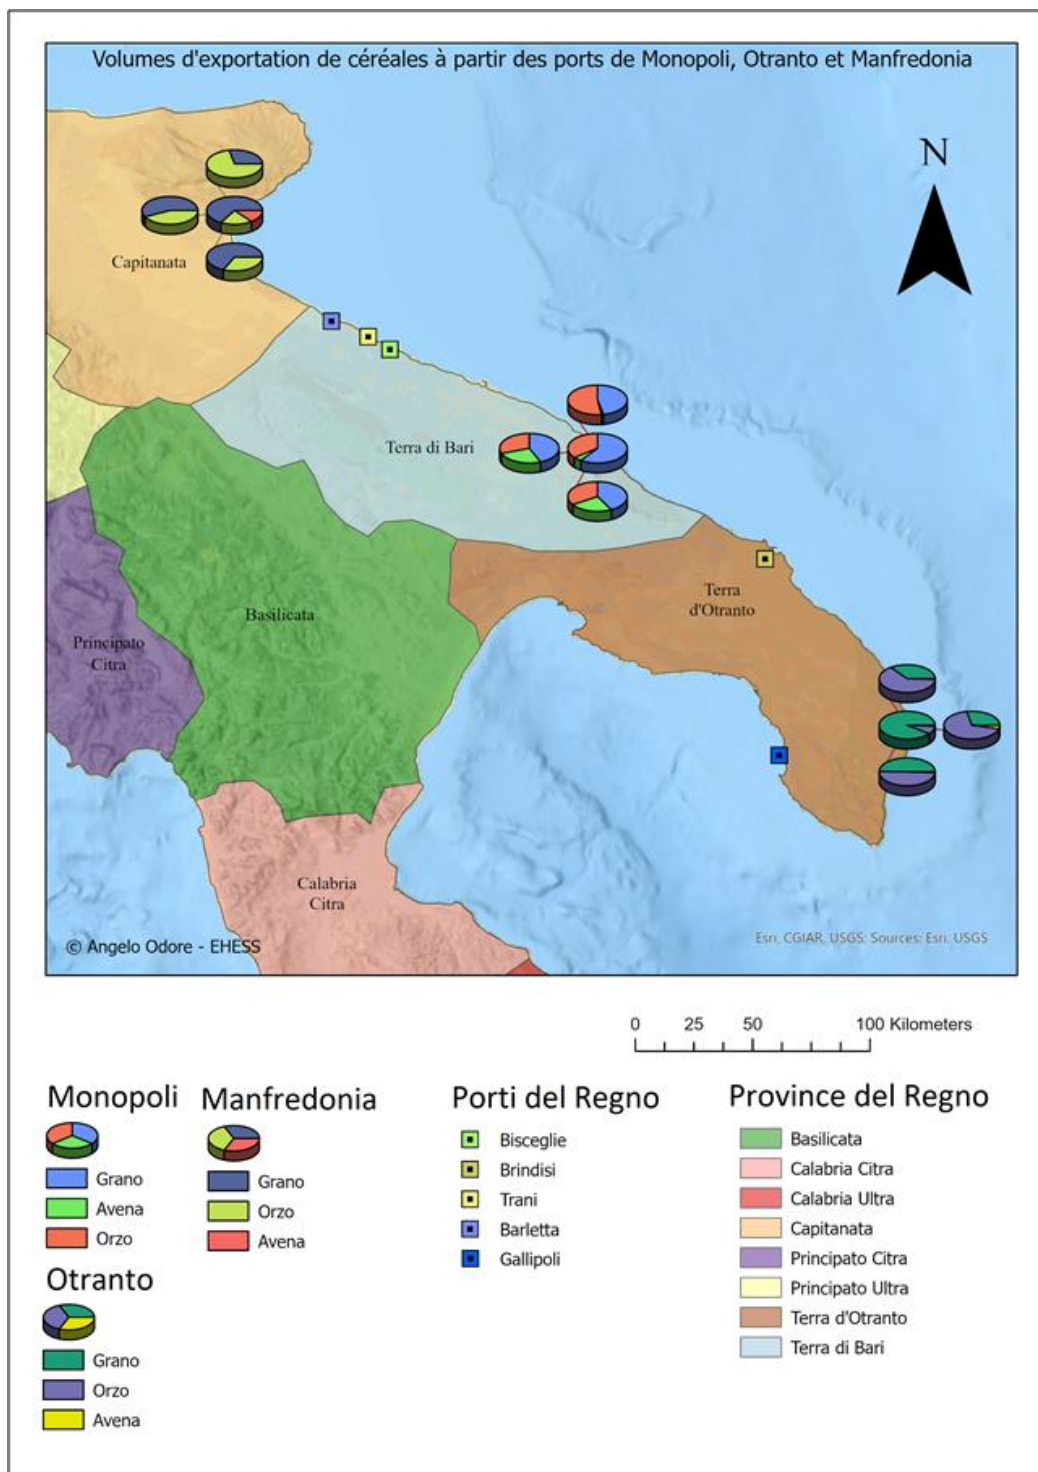 Volumes d'exportation de céréales à partir des ports de Monopoli, Otranto et Manfredonia
N
Capitanata
Terra di Bari
Terra
d'Otranto
Basilicata
Principato
Citra
Calabria
Citra
© Angelo Odore - EHESS
Esri, CGIAR, USGS; Sources: Esri, USGS
0 25 50 100 Kilometers
Monopoli
Grano
Avena
Orzo
Manfredonia
Grano
Orzo
Avena
Otranto
Grano
Orzo
Avena
Porti del Regno
Bisceglie
Brindisi
Trani
Barletta
Gallipoli
Province del Regno
Basilicata
Calabria Citra
Calabria Ultra
Capitanata
Principato Citra
Principato Ultra
Terra d'Otranto
Terra di Bari